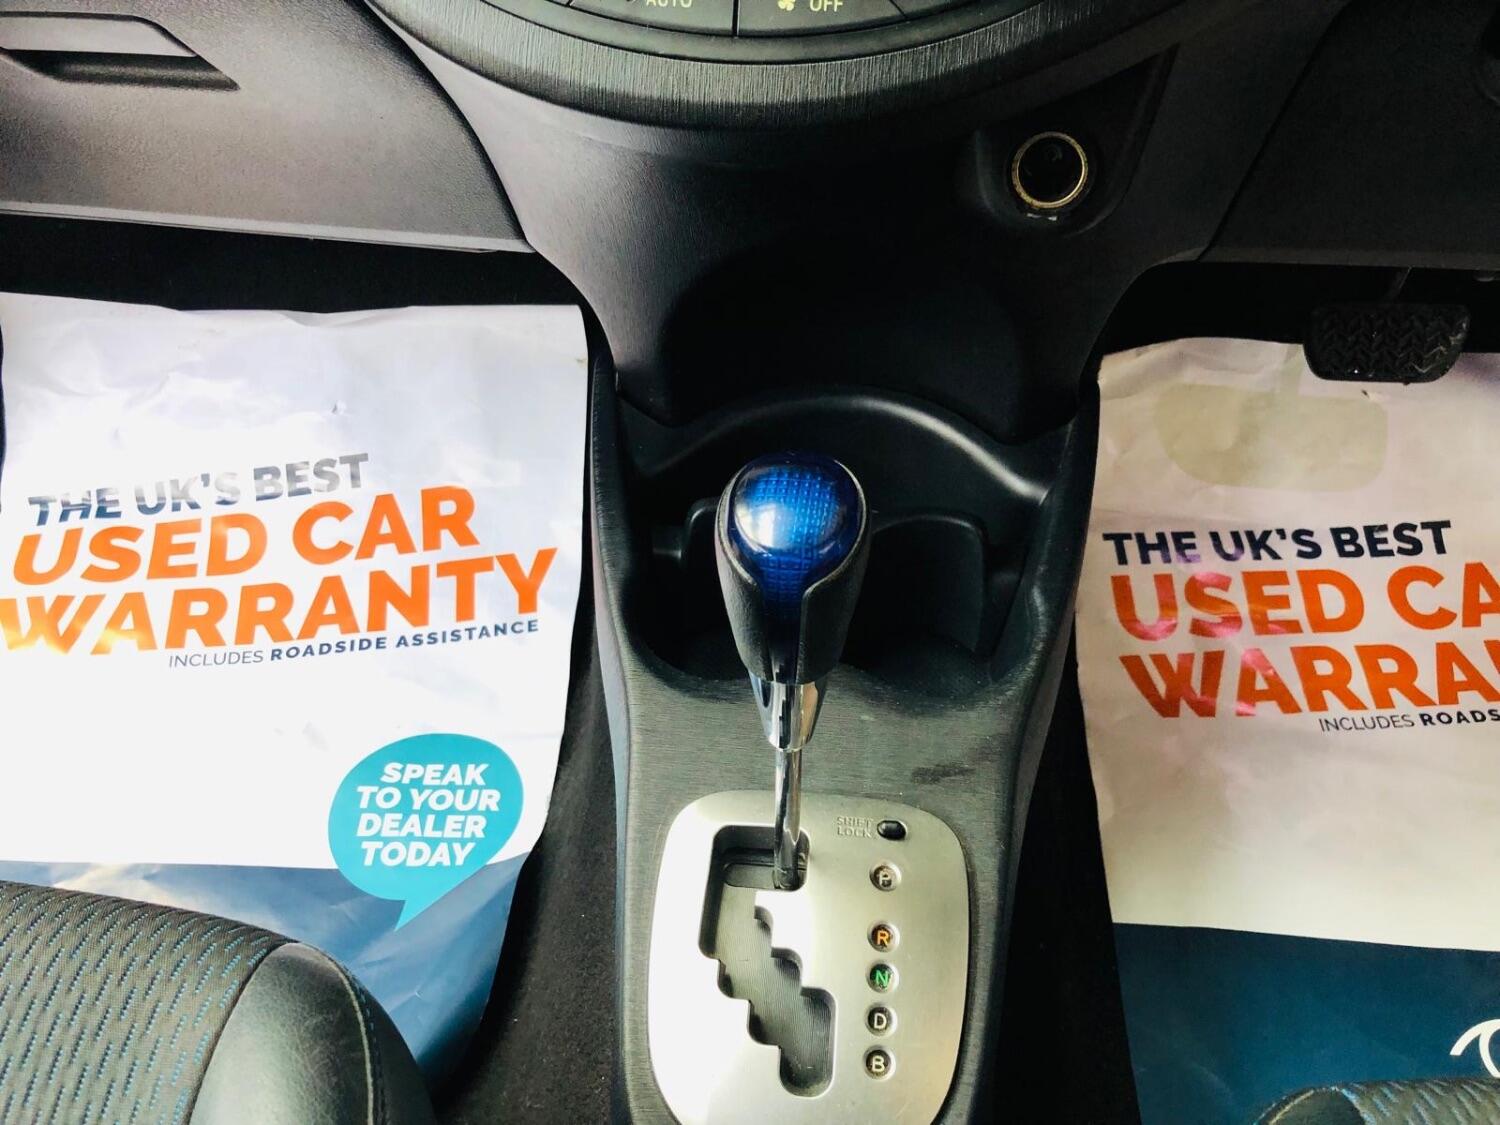 AUTO
OFF
THE UK'S BEST
USED CAR
WARRANTY
INCLUDES ROADSIDE ASSISTANCE
SPEAK
TO YOUR
DEALER
TODAY
THE UK'S BEST
USED CA
WARRA
INCLUDES ROADS
SHIFT
LOCK
P
R
N
D
B